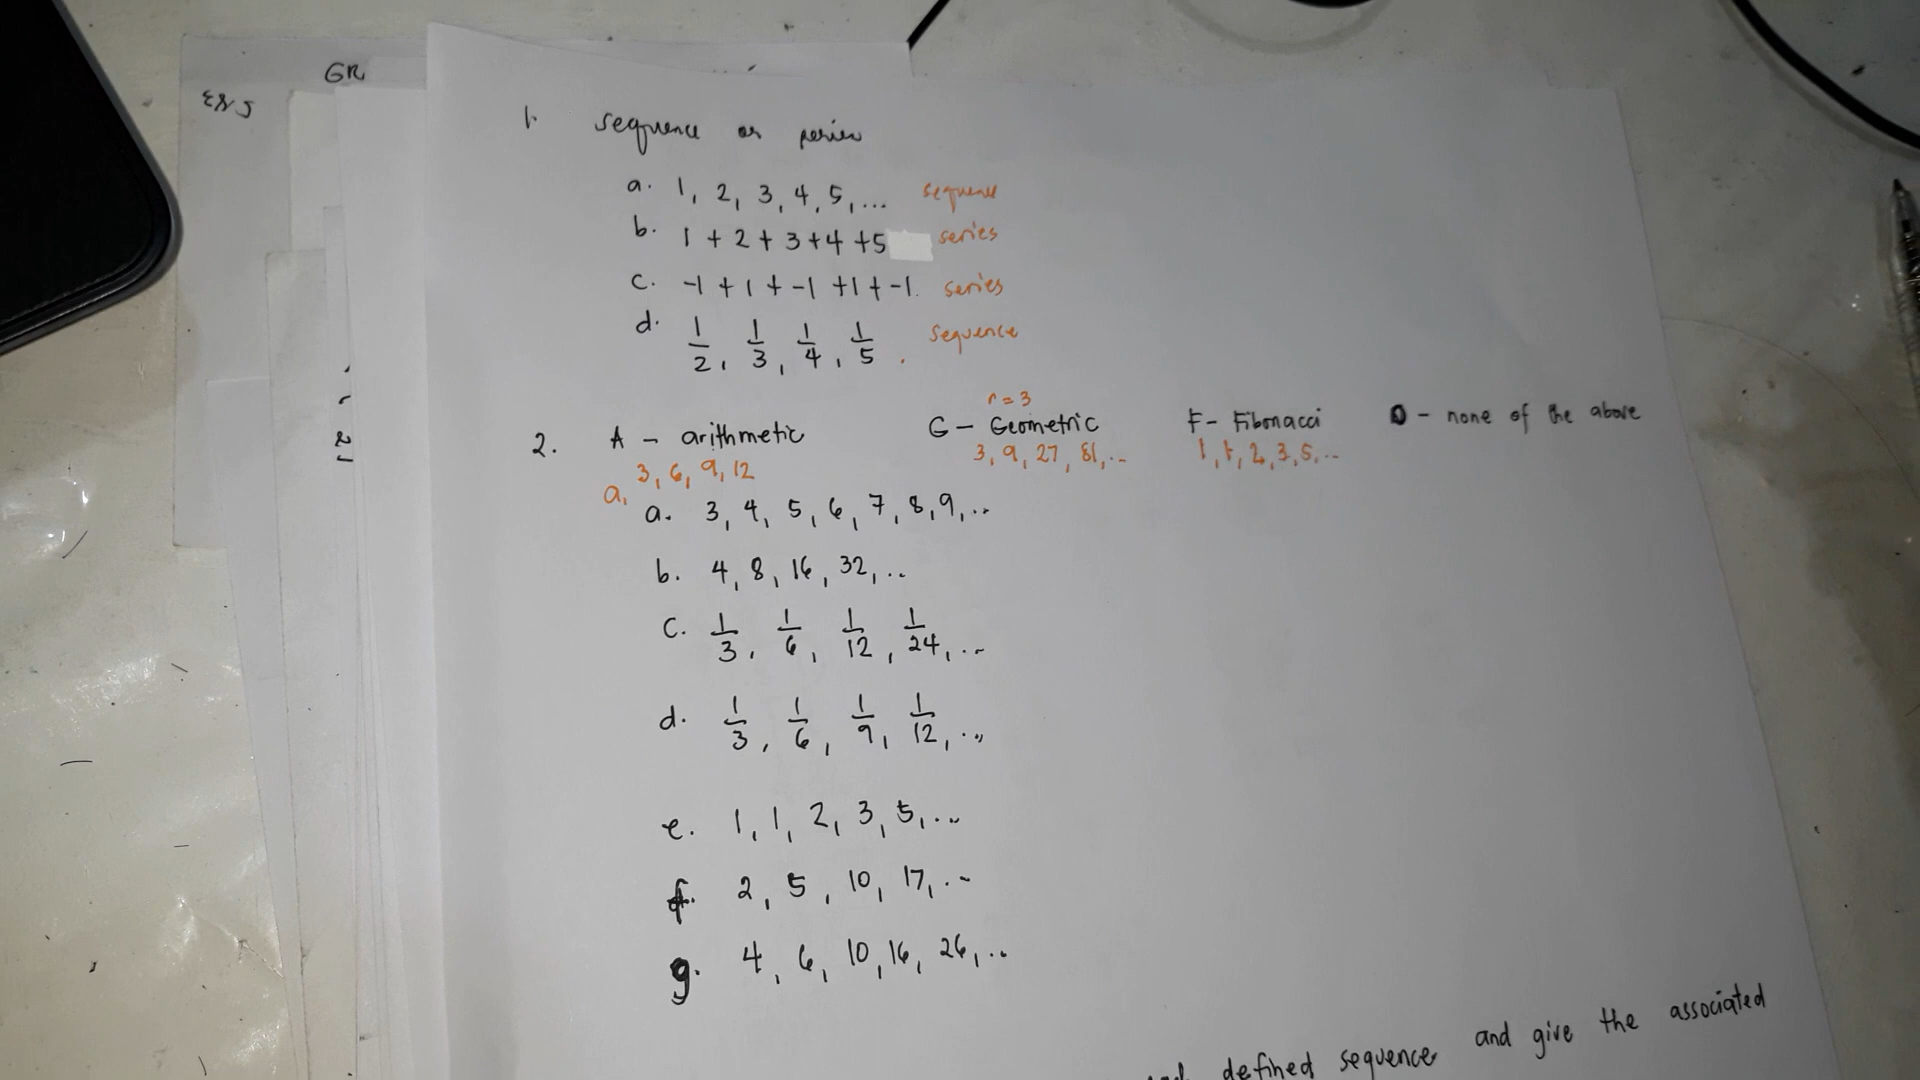 GR
1. sequence or series
a. 1, 2, 3, 4, 5, ... sequence
b. 1 + 2 + 3 + 4 + 5 series
c. -1 + 1 + -1 + 1 + -1. series
d. 1/2, 1/3, 1/4, 1/5. sequence
r = 3
2. A - arithmetic G - Geometric F - Fibonacci O - none of the above
3, 6, 9, 12 3, 9, 27, 81, .. 1, 1, 2, 3, 5, ..
a. 3, 4, 5, 6, 7, 8, 9, ..
b. 4, 8, 16, 32, ..
c. 1/3, 1/6, 1/12, 1/24, ..
d. 1/3, 1/6, 1/9, 1/12, ..
e. 1, 1, 2, 3, 5, ...
f. 2, 5, 10, 17, ..
g. 4, 6, 10, 16, 26, ..
defined sequence and give the associated